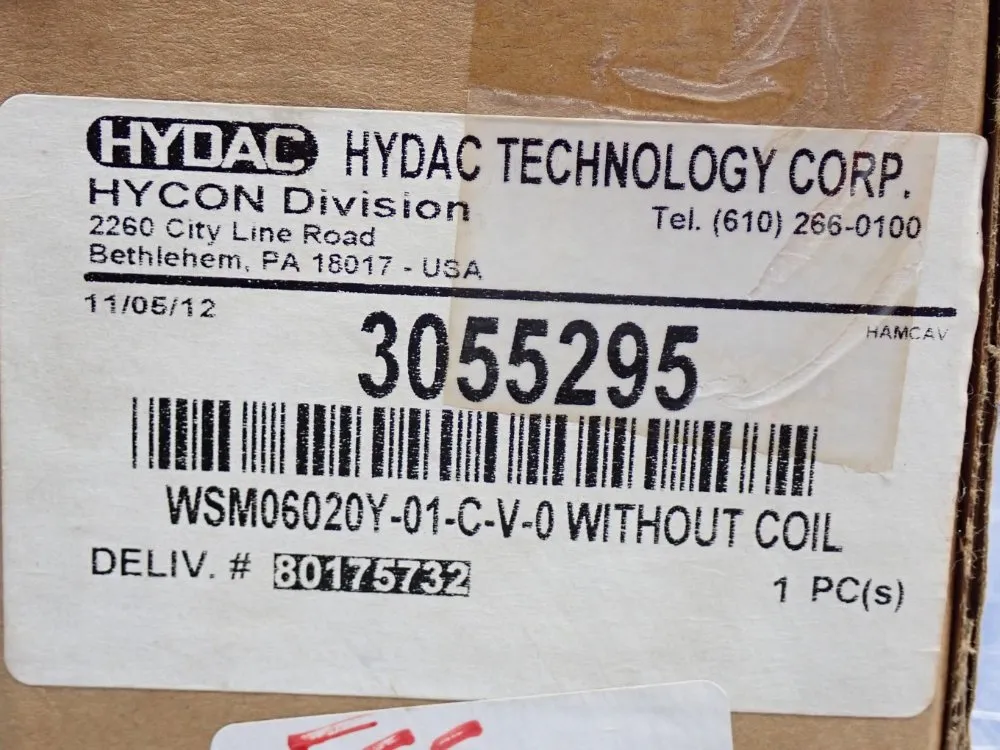 HYDAC HYDAC TECHNOLOGY CORP.
HYCON Division
Tel. (610) 266-0100
2260 City Line Road
Bethlehem, PA 18017 - USA
11/05/12
HAMCAV
3055295
WSM06020Y-01-C-V-0 WITHOUT COIL
DELIV. # 80175732
1 PC(s)